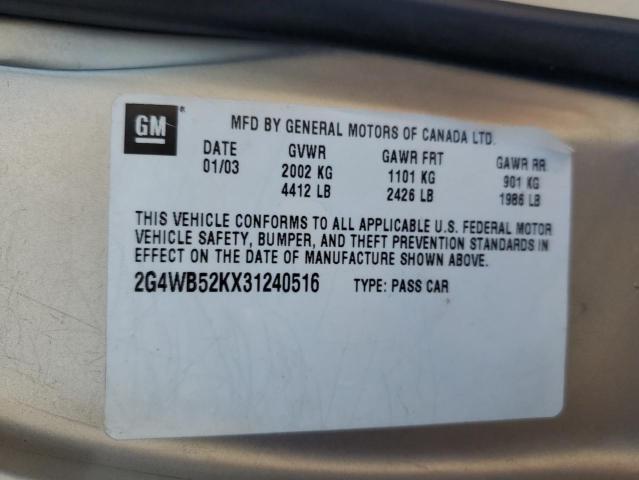 GM ®
MFD BY GENERAL MOTORS OF CANADA LTD.
DATE GVWR GAWR FRT GAWR RR
01/03 2002 KG 1101 KG 901 KG
4412 LB 2426 LB 1986 LB
THIS VEHICLE CONFORMS TO ALL APPLICABLE U.S. FEDERAL MOTOR
VEHICLE SAFETY, BUMPER, AND THEFT PREVENTION STANDARDS IN
EFFECT ON THE DATE OF MANUFACTURE SHOWN ABOVE.
2G4WB52KX31240516 TYPE: PASS CAR